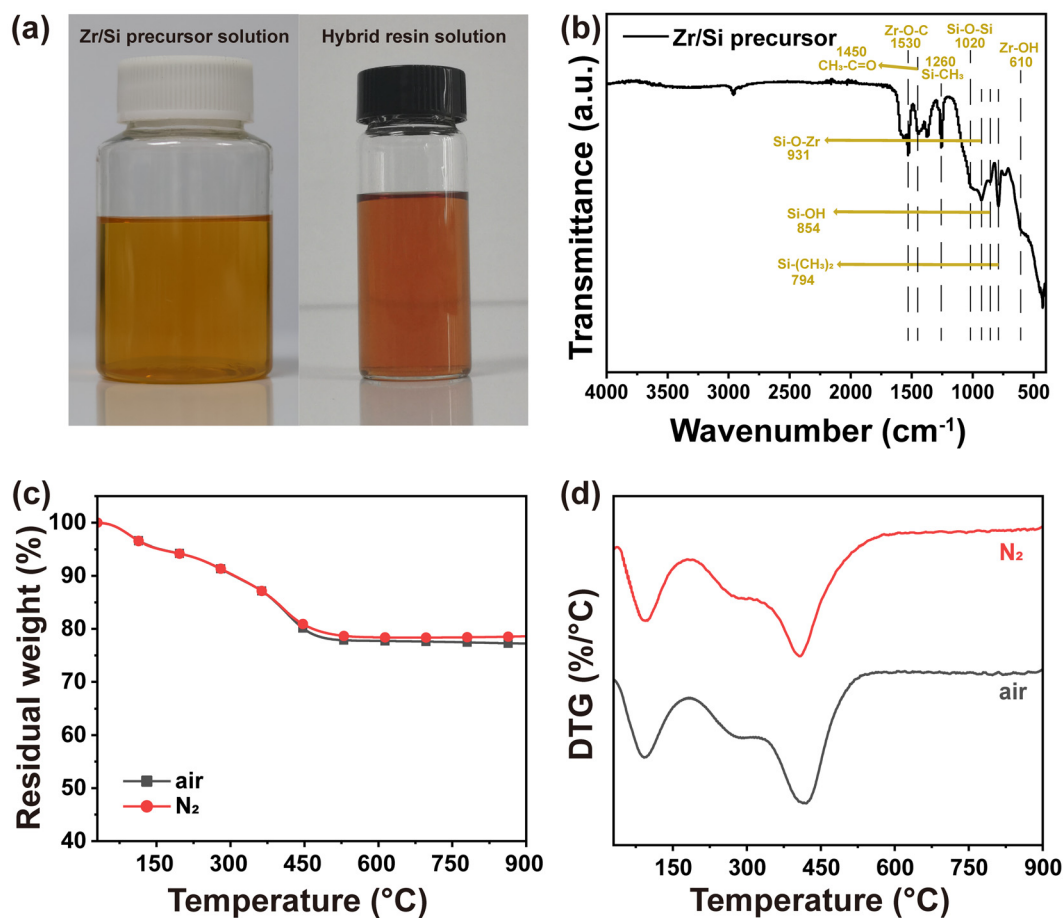 (a)
Zr/Si precursor solution
Hybrid resin solution
(b)
Zr/Si precursor
Zr-O-C
1530
Si-O-Si
1020
1450
CH₃-C=O
1260
Si-CH₃
Zr-OH
610
Si-O-Zr
931
Si-OH
854
Si-(CH₃)₂
794
Transmittance (a.u.)
4000 3500 3000 2500 2000 1500 1000 500
Wavenumber (cm⁻¹)
(c)
Residual weight (%)
100
90
80
70
60
50
40
air
N₂
150 300 450 600 750 900
Temperature (°C)
(d)
DTG (%/°C)
N₂
air
150 300 450 600 750 900
Temperature (°C)